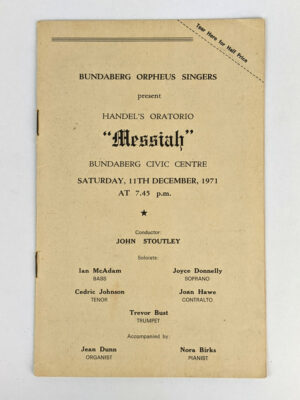 Tear Here for Half Price
BUNDABERG ORPHEUS SINGERS
present
HANDEL'S ORATORIO
"Messiah"
BUNDABERG CIVIC CENTRE
SATURDAY, 11TH DECEMBER, 1971
AT 7.45 p.m.
Conductor:
JOHN STOUTLEY
Soloists:
Ian McAdam
BASS
Joyce Donnelly
SOPRANO
Cedric Johnson
TENOR
Joan Hawe
CONTRALTO
Trevor Bust
TRUMPET
Accompanied by:
Jean Dunn
ORGANIST
Nora Birks
PIANIST